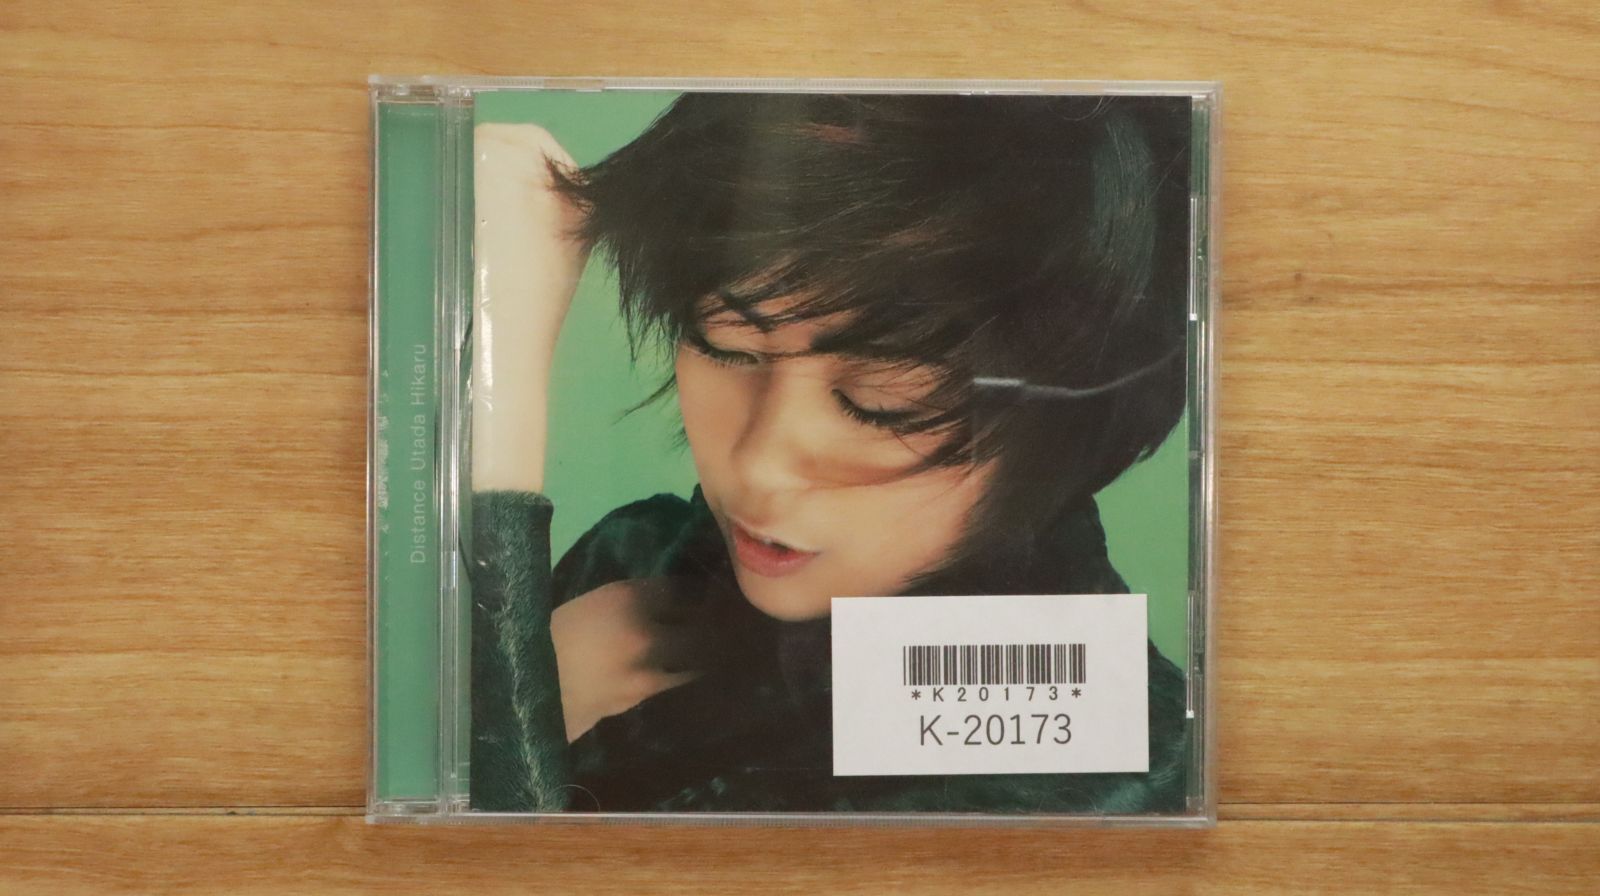 Distance Utada Hikaru
*K20173*
K-20173